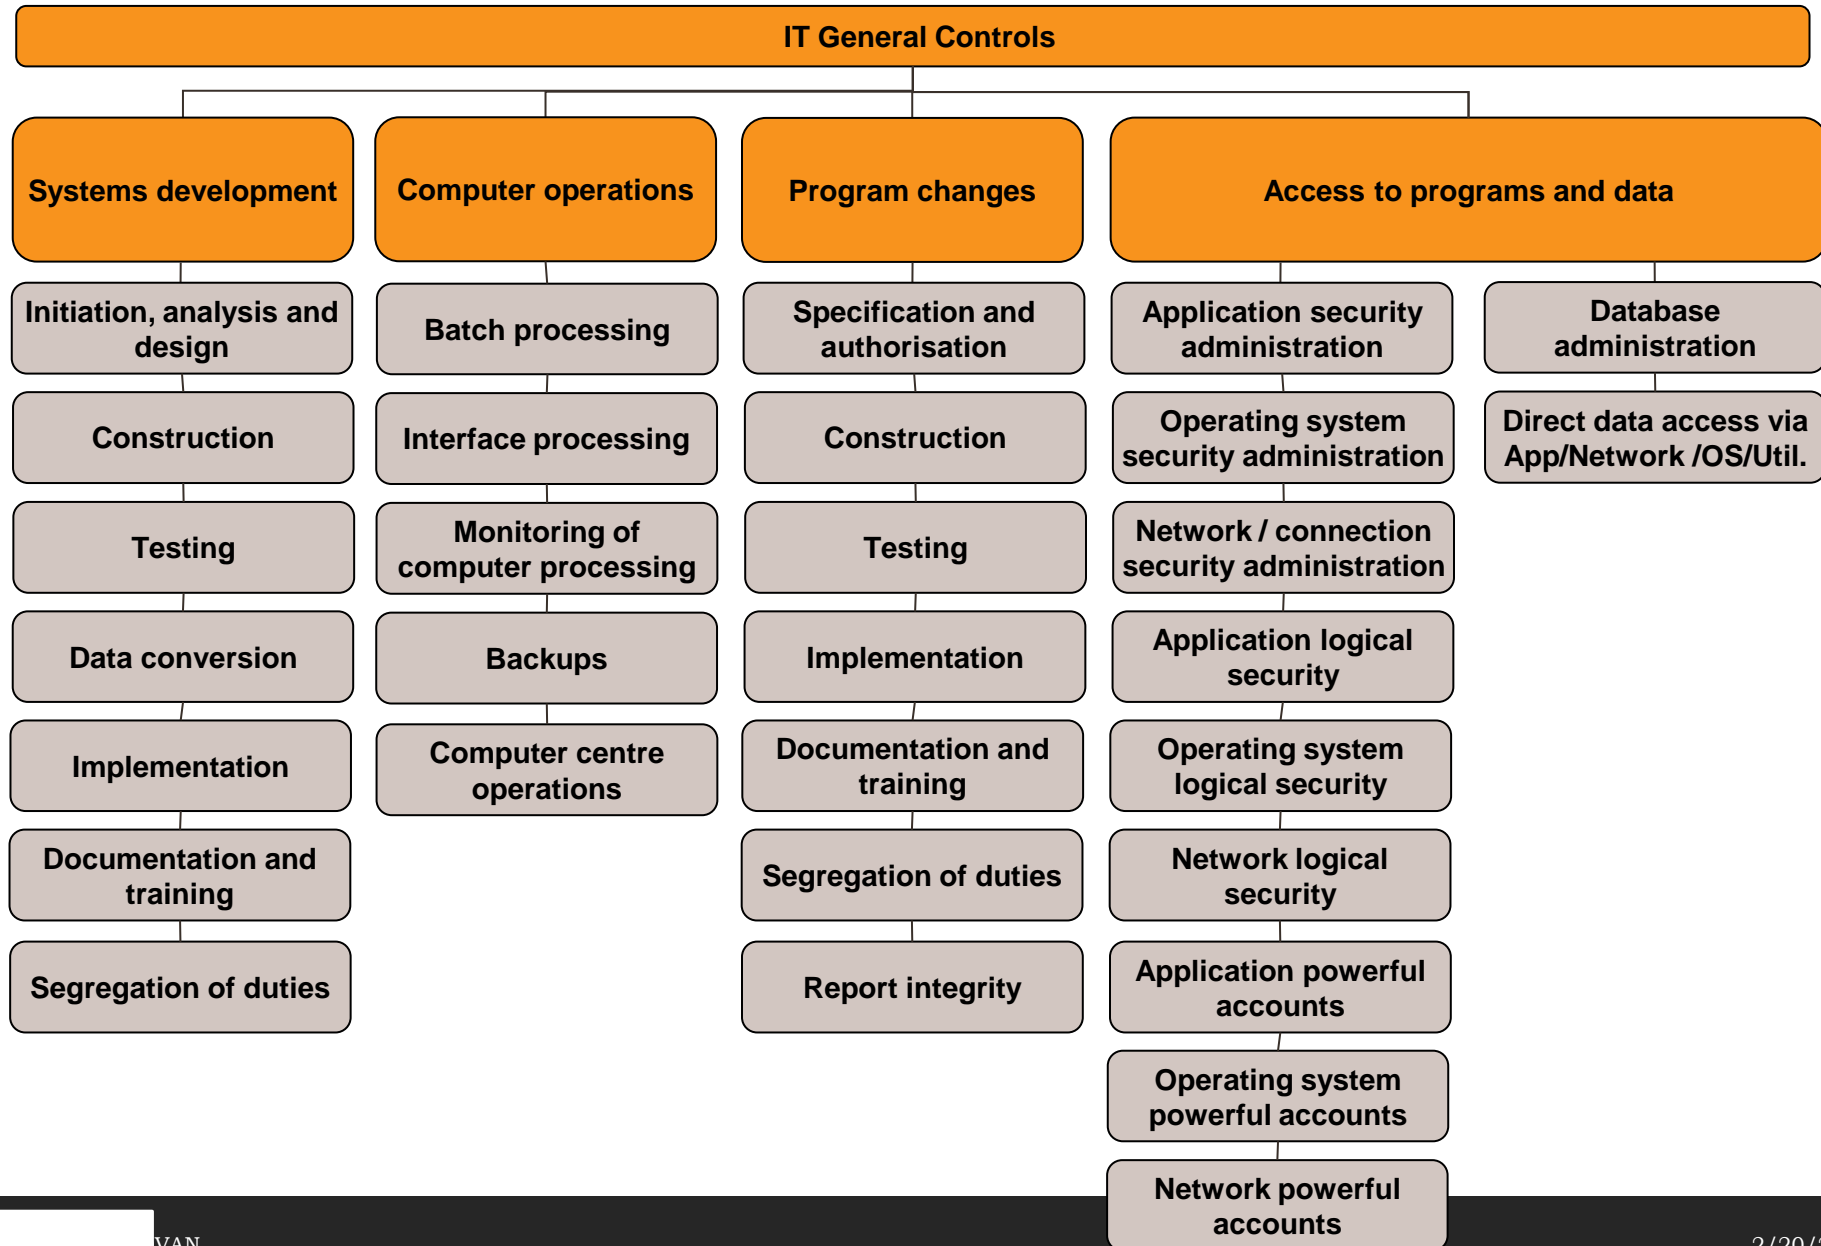 IT General Controls
Systems development
Computer operations
Program changes
Access to programs and data
Initiation, analysis and
design
Construction
Testing
Data conversion
Implementation
Documentation and
training
Segregation of duties
Batch processing
Interface processing
Monitoring of
computer processing
Backups
Computer centre
operations
Specification and
authorisation
Construction
Testing
Implementation
Documentation and
training
Segregation of duties
Report integrity
Application security
administration
Operating system
security administration
Network / connection
security administration
Application logical
security
Operating system
logical security
Network logical
security
Application powerful
accounts
Operating system
powerful accounts
Network powerful
accounts
Database
administration
Direct data access via
App/Network /OS/Util.
VAN